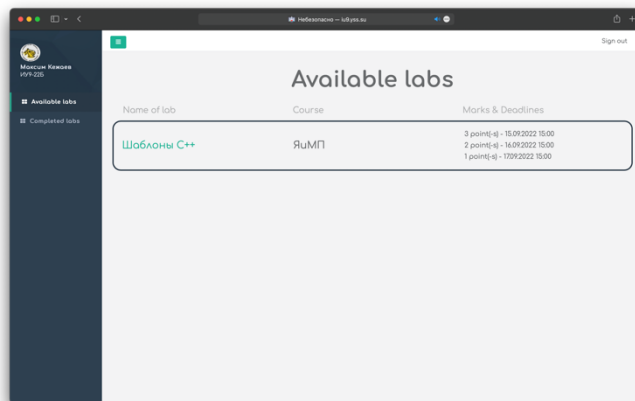 Небезопасно — iu9.yss.su
Sign out
Максим Кежаев
ИУ9-22Б
Available labs
Completed labs
Available labs
Name of lab
Course
Marks & Deadlines
Шаблоны C++
ЯиМП
3 point(-s) - 15.09.2022 15:00
2 point(-s) - 16.09.2022 15:00
1 point(-s) - 17.09.2022 15:00